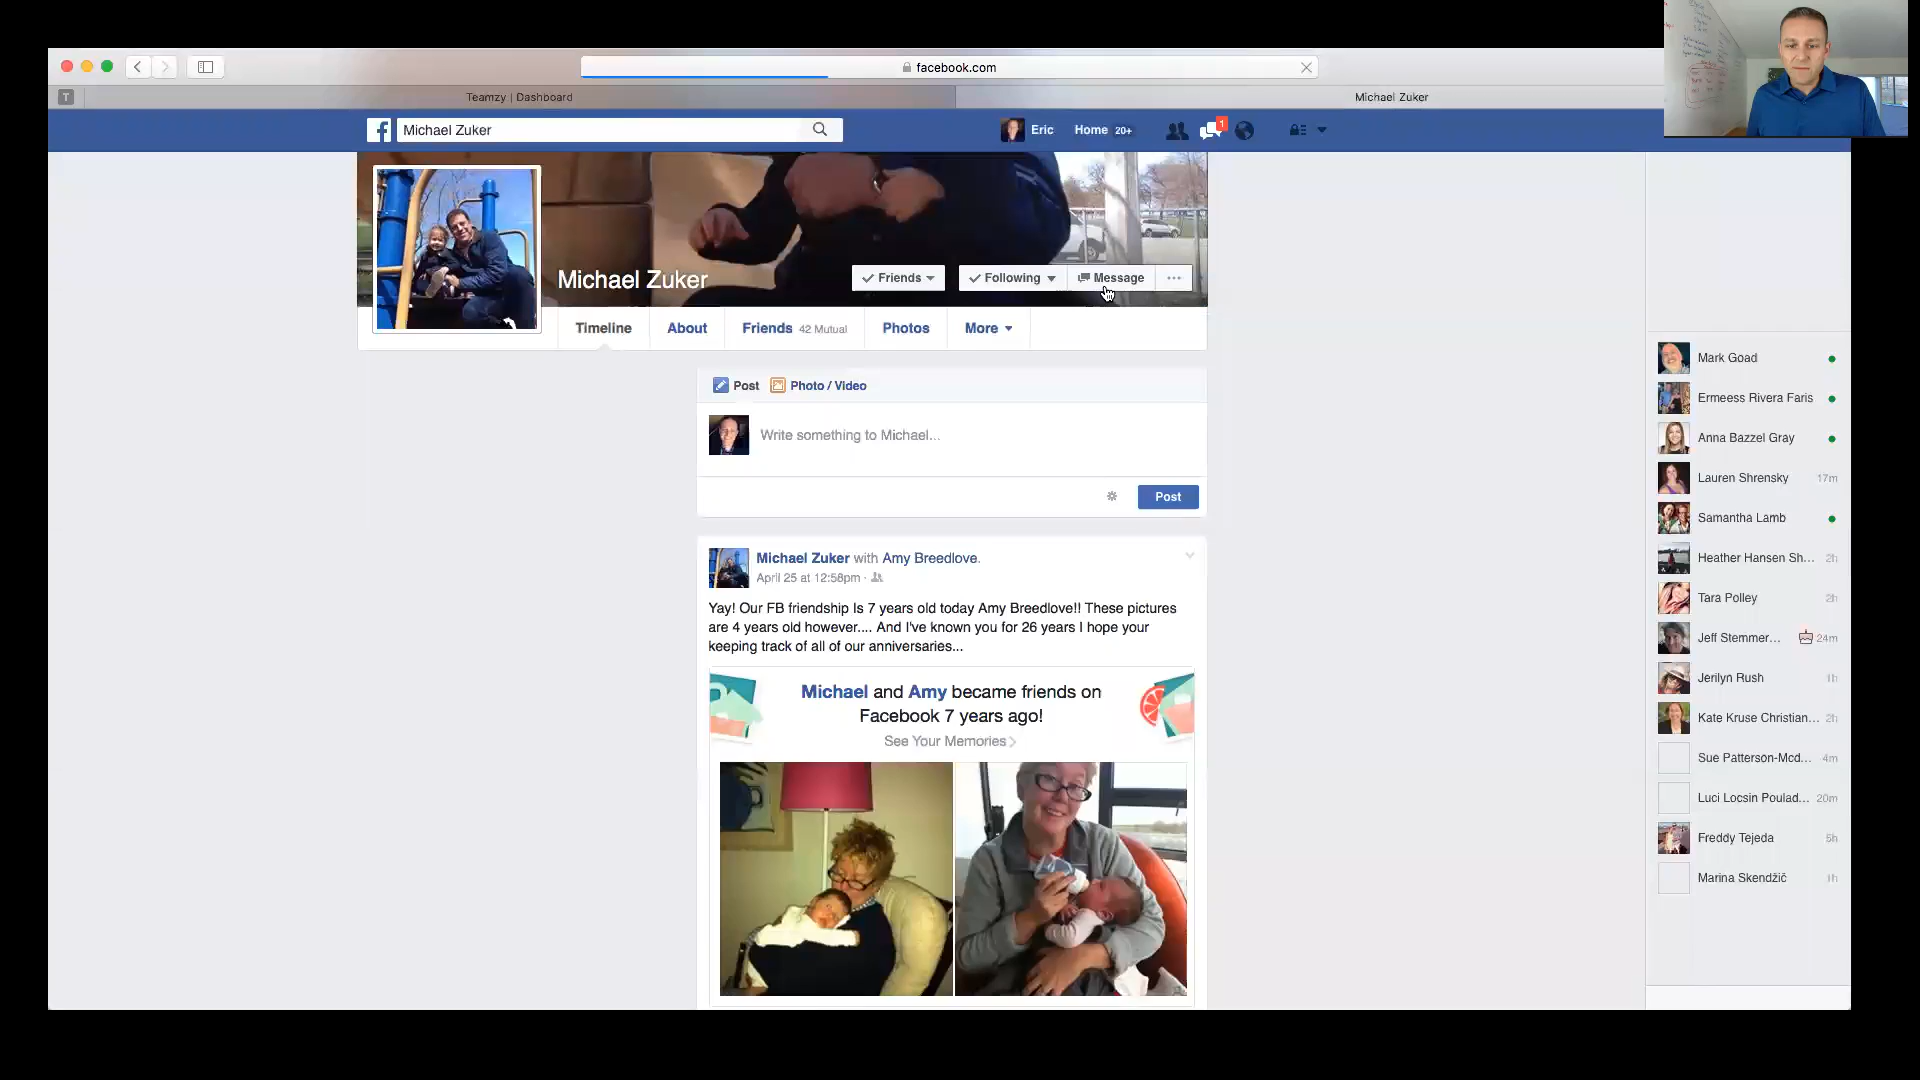 facebook.com
T
Teamzy | Dashboard
Michael Zuker
Michael Zuker
Eric
Home 20+
1
Michael Zuker
Friends
Following
Message
Timeline
About
Friends 42 Mutual
Photos
More
Post
Photo / Video
Write something to Michael...
Post
Michael Zuker with Amy Breedlove.
April 25 at 12:58pm ·
Yay! Our FB friendship Is 7 years old today Amy Breedlove!! These pictures
are 4 years old however.... And I've known you for 26 years I hope your
keeping track of all of our anniversaries...
Michael and Amy became friends on
Facebook 7 years ago!
See Your Memories
Mark Goad
Ermeess Rivera Faris
Anna Bazzel Gray
Lauren Shrensky 17m
Samantha Lamb
Heather Hansen Sh... 2h
Tara Polley 2h
Jeff Stemmer... 24m
Jerilyn Rush 1h
Kate Kruse Christian... 2h
Sue Patterson-Mcd... 4m
Luci Locsin Poulad... 20m
Freddy Tejeda 5h
Marina Skendžić 1h